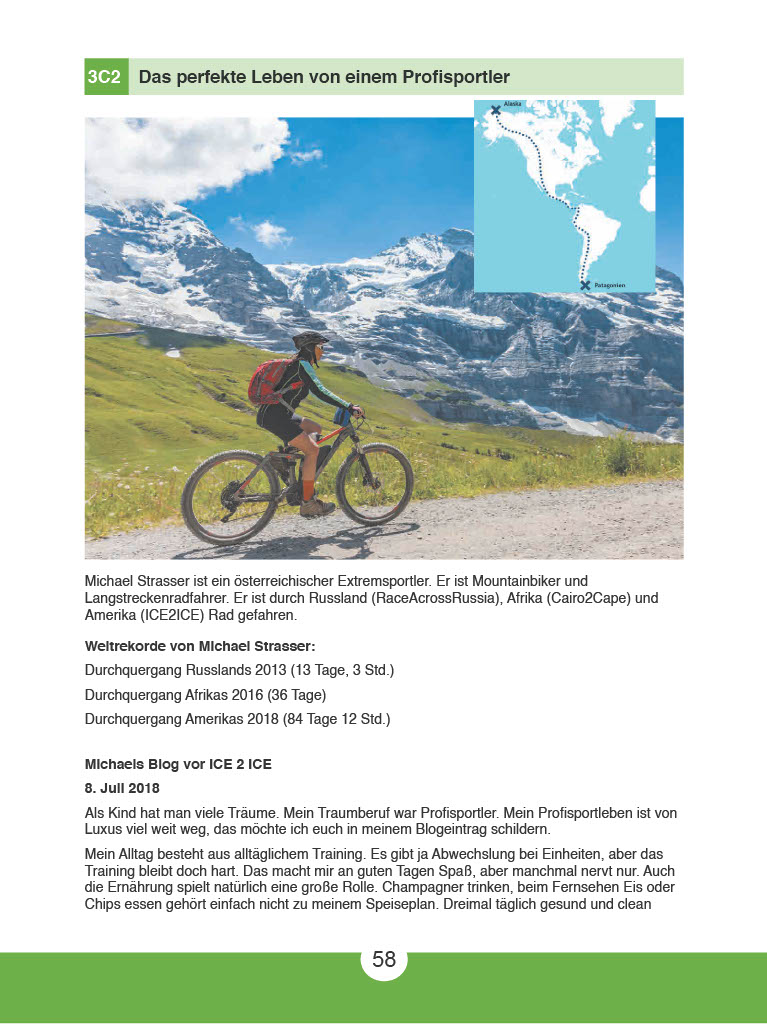 3C2 Das perfekte Leben von einem Profisportler
Alaska
Patagonien
Michael Strasser ist ein österreichischer Extremsportler. Er ist Mountainbiker und
Langstreckenradfahrer. Er ist durch Russland (RaceAcrossRussia), Afrika (Cairo2Cape) und
Amerika (ICE2ICE) Rad gefahren.
Weltrekorde von Michael Strasser:
Durchquergang Russlands 2013 (13 Tage, 3 Std.)
Durchquergang Afrikas 2016 (36 Tage)
Durchquergang Amerikas 2018 (84 Tage 12 Std.)
Michaels Blog vor ICE 2 ICE
8. Juli 2018
Als Kind hat man viele Träume. Mein Traumberuf war Profisportler. Mein Profisportleben ist von
Luxus viel weit weg, das möchte ich euch in meinem Blogeintrag schildern.
Mein Alltag besteht aus alltäglichem Training. Es gibt ja Abwechslung bei Einheiten, aber das
Training bleibt doch hart. Das macht mir an guten Tagen Spaß, aber manchmal nervt nur. Auch
die Ernährung spielt natürlich eine große Rolle. Champagner trinken, beim Fernsehen Eis oder
Chips essen gehört einfach nicht zu meinem Speiseplan. Dreimal täglich gesund und clean
58